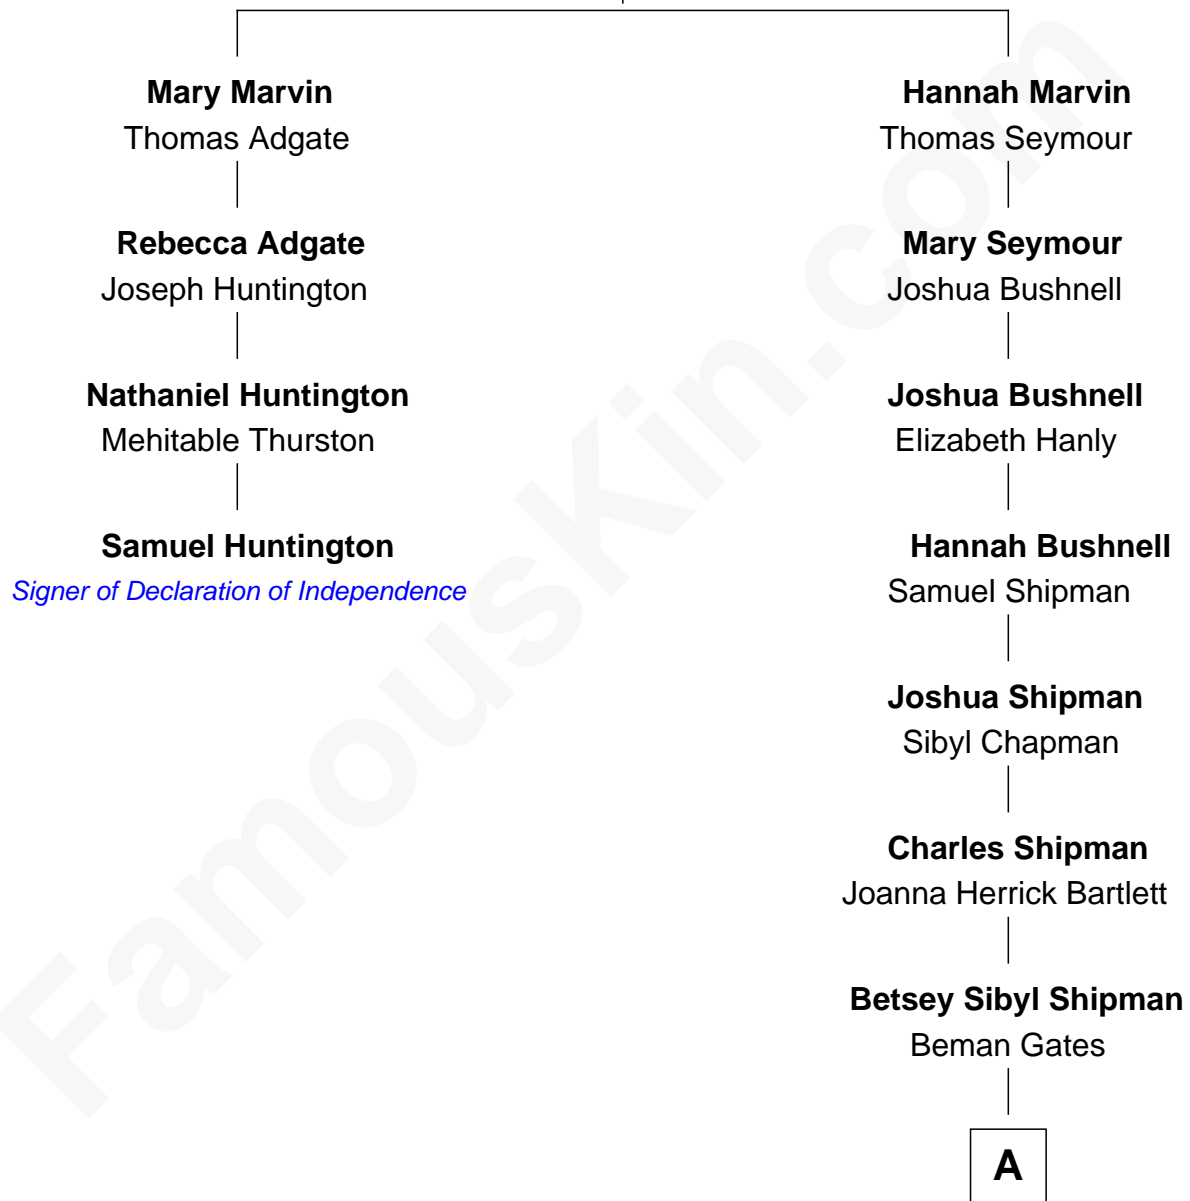 Mary Marvin
Thomas Adgate
Rebecca Adgate
Joseph Huntington
Nathaniel Huntington
Mehitable Thurston
Samuel Huntington
Signer of Declaration of Independence
Hannah Marvin
Thomas Seymour
Mary Seymour
Joshua Bushnell
Joshua Bushnell
Elizabeth Hanly
Hannah Bushnell
Samuel Shipman
Joshua Shipman
Sibyl Chapman
Charles Shipman
Joanna Herrick Bartlett
Betsey Sibyl Shipman
Beman Gates
A
FamousKin.com